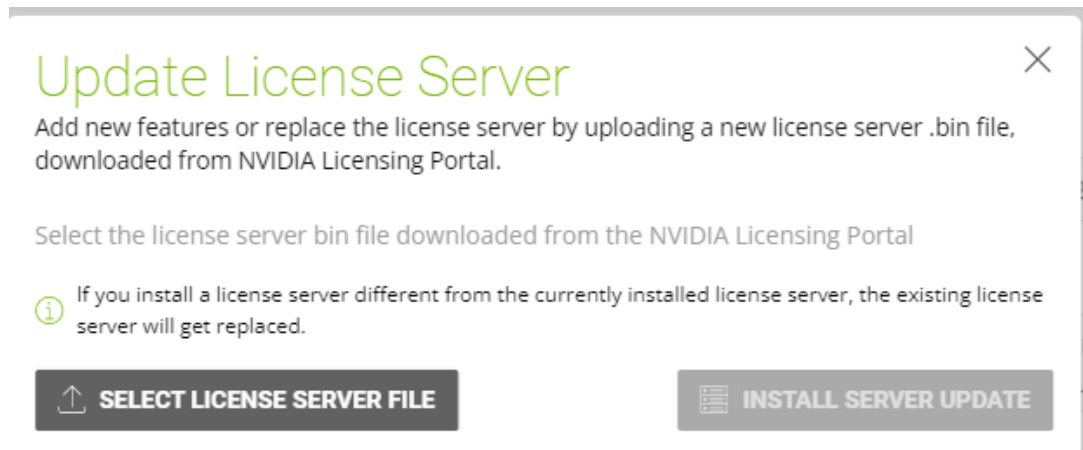 Update License Server
Add new features or replace the license server by uploading a new license server .bin file,
downloaded from NVIDIA Licensing Portal.
Select the license server bin file downloaded from the NVIDIA Licensing Portal
If you install a license server different from the currently installed license server, the existing license
server will get replaced.
SELECT LICENSE SERVER FILE
INSTALL SERVER UPDATE